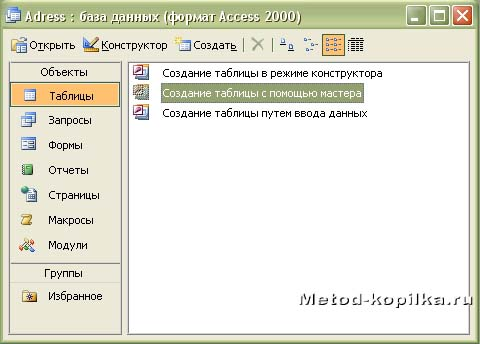 Adress : база данных (формат Access 2000)
Открыть Конструктор Создать
Объекты
Таблицы
Запросы
Формы
Отчеты
Страницы
Макросы
Модули
Группы
Избранное
Создание таблицы в режиме конструктора
Создание таблицы с помощью мастера
Создание таблицы путем ввода данных
Metod-kopilka.ru